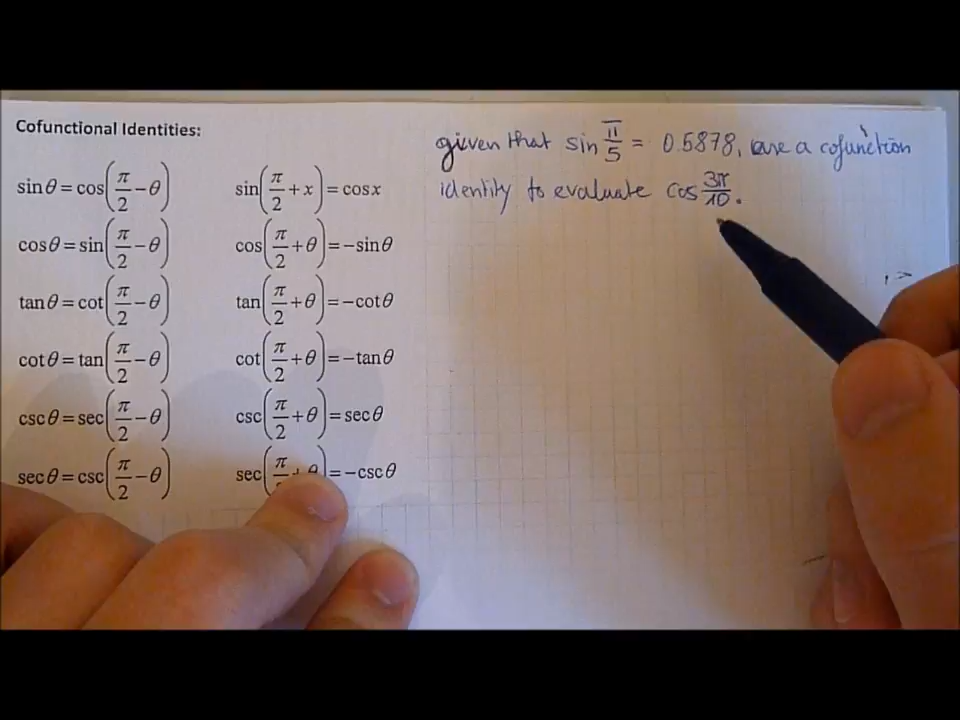 Cofunctional Identities:
sinθ = cos(π/2 − θ)
cosθ = sin(π/2 − θ)
tanθ = cot(π/2 − θ)
cotθ = tan(π/2 − θ)
cscθ = sec(π/2 − θ)
secθ = csc(π/2 − θ)
sin(π/2 + x) = cosx
cos(π/2 + θ) = −sinθ
tan(π/2 + θ) = −cotθ
cot(π/2 + θ) = −tanθ
csc(π/2 + θ) = secθ
sec(π + θ = −cscθ
given that sin π/5 = 0.5878, use a cofunction
identity to evaluate cos 3π/10.